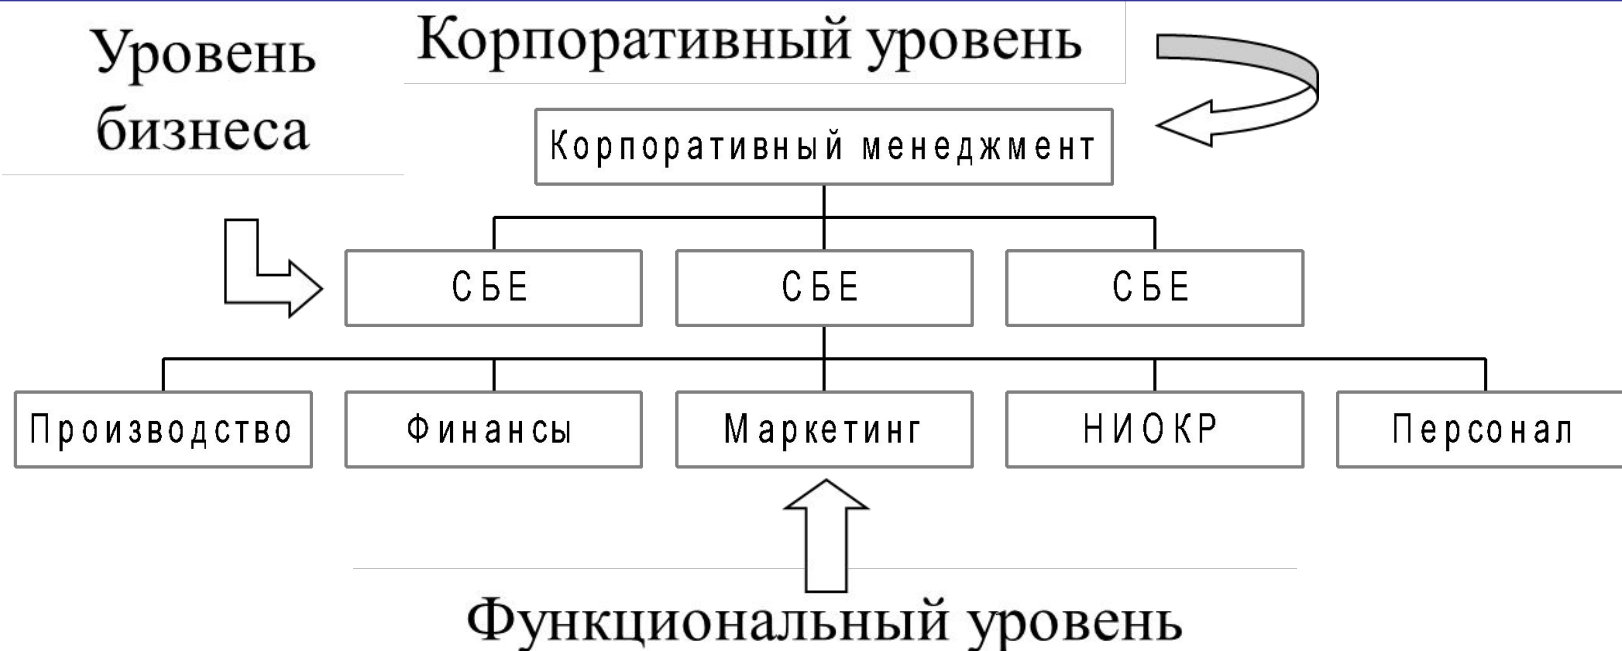 Уровень
бизнеса
Корпоративный уровень
Корпоративный менеджмент
СБЕ
СБЕ
СБЕ
Производство
Финансы
Маркетинг
НИОКР
Персонал
Функциональный уровень